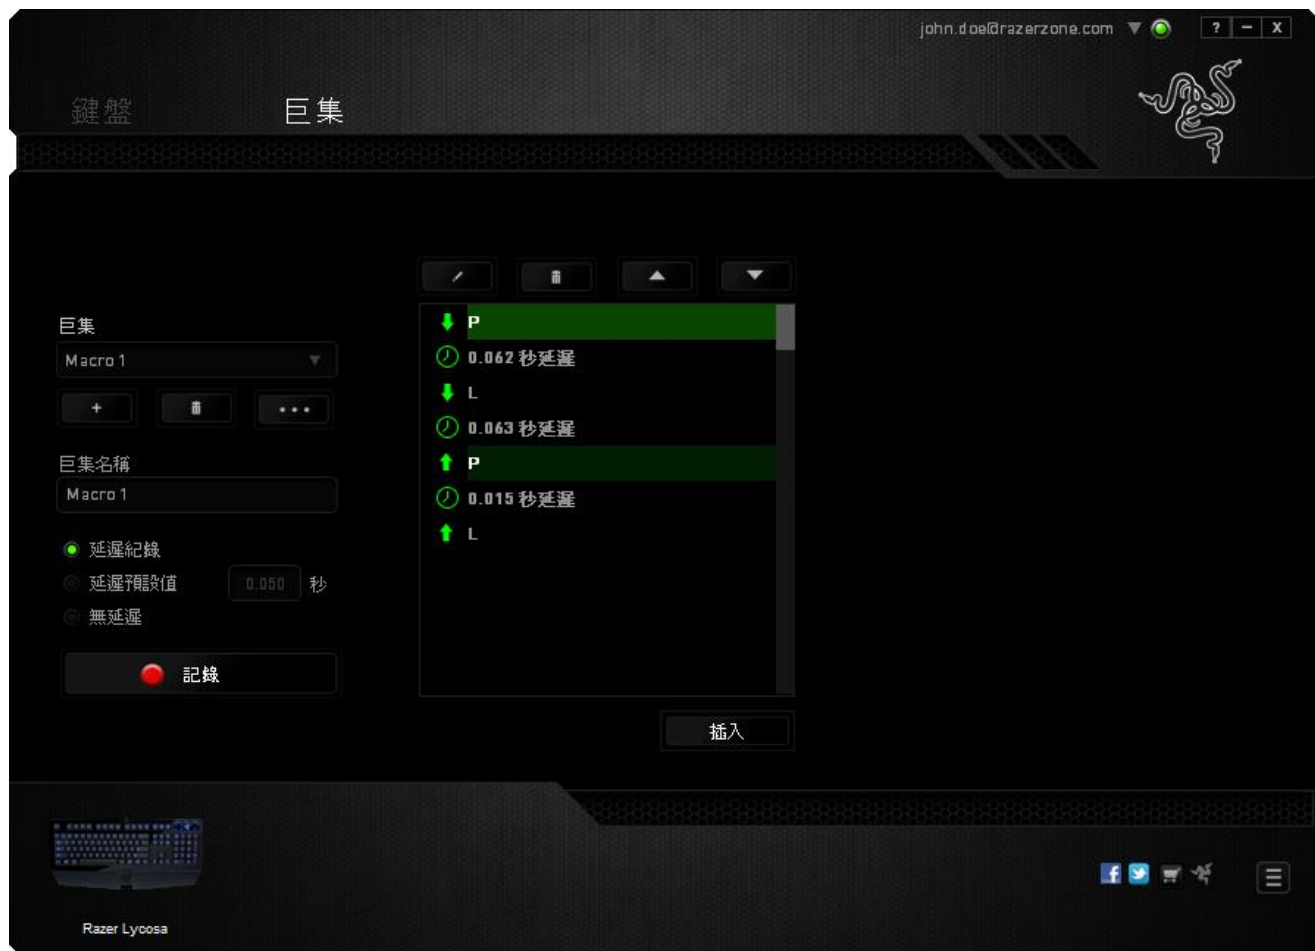 john.doe@razerzone.com
? – X
鍵盤 巨集
巨集
Macro 1
+ •••
巨集名稱
Macro 1
延遲紀錄
延遲預設值 0.050 秒
無延遲
記錄
P
0.062 秒延遲
L
0.063 秒延遲
P
0.015 秒延遲
L
插入
Razer Lycosa